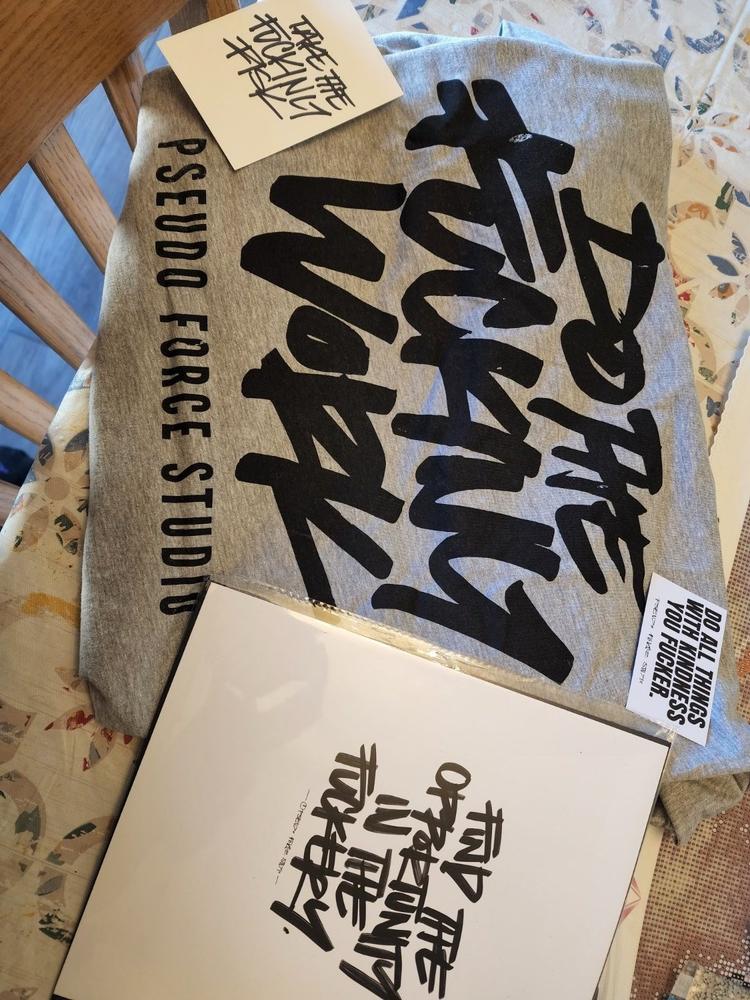 TAKE THE
FUCKING
RISK
DO THE
FUCKING
WORK
PSEUDO FORCE STUDIO
DO ALL THINGS
WITH KINDNESS
YOU FUCKER.
FIND THE
OPPORTUNITY
IN THE
FUCKERY.